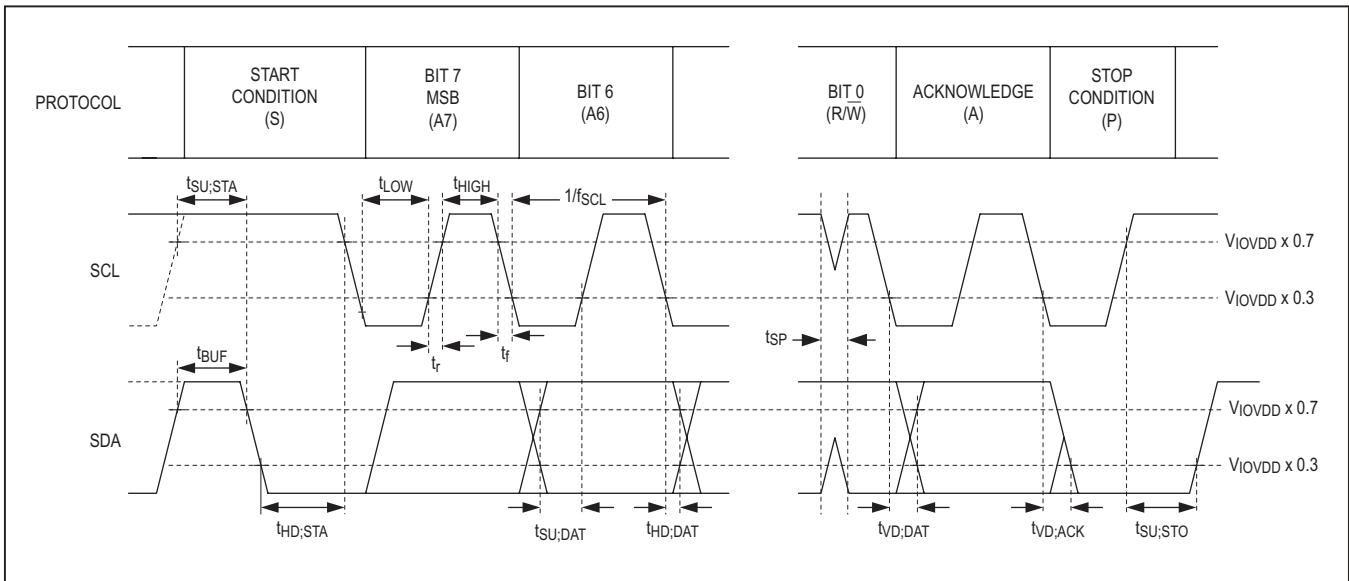 PROTOCOL
START
CONDITION
(S)
BIT 7
MSB
(A7)
BIT 6
(A6)
BIT 0
(R/W̅)
ACKNOWLEDGE
(A)
STOP
CONDITION
(P)
tSU;STA
tLOW
tHIGH
1/fSCL
SCL
VIOVDD x 0.7
VIOVDD x 0.3
tr
tf
tSP
tBUF
SDA
VIOVDD x 0.7
VIOVDD x 0.3
tHD;STA
tSU;DAT
tHD;DAT
tVD;DAT
tVD;ACK
tSU;STO